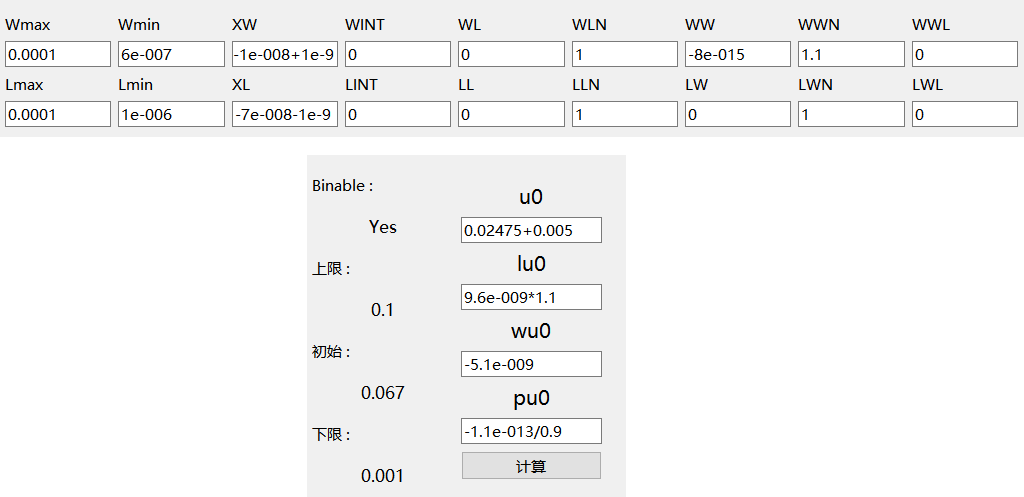 Wmax Wmin XW WINT WL WLN WW WWN WWL
0.0001 6e-007 -1e-008+1e-9 0 0 1 -8e-015 1.1 0
Lmax Lmin XL LINT LL LLN LW LWN LWL
0.0001 1e-006 -7e-008-1e-9 0 0 1 0 1 0
Binable :
Yes
上限 :
0.1
初始 :
0.067
下限 :
0.001
u0
0.02475+0.005
lu0
9.6e-009*1.1
wu0
-5.1e-009
pu0
-1.1e-013/0.9
计算